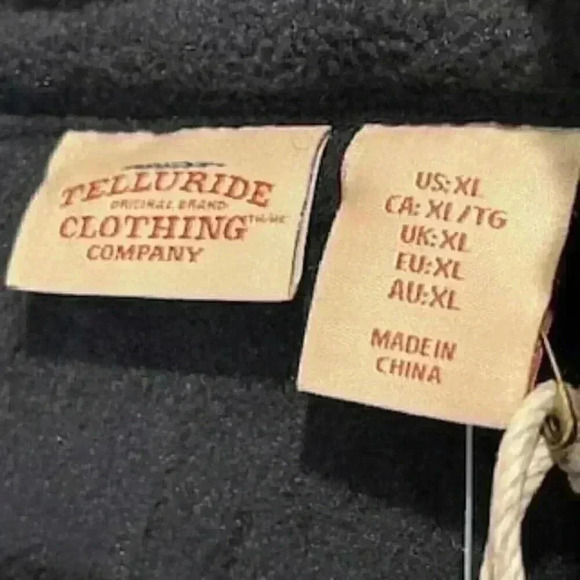 TELLURIDE
ORIGINAL BRAND
CLOTHING
COMPANY
US:XL
CA: XL/TG
UK:XL
EU:XL
AU:XL
MADE IN
CHINA